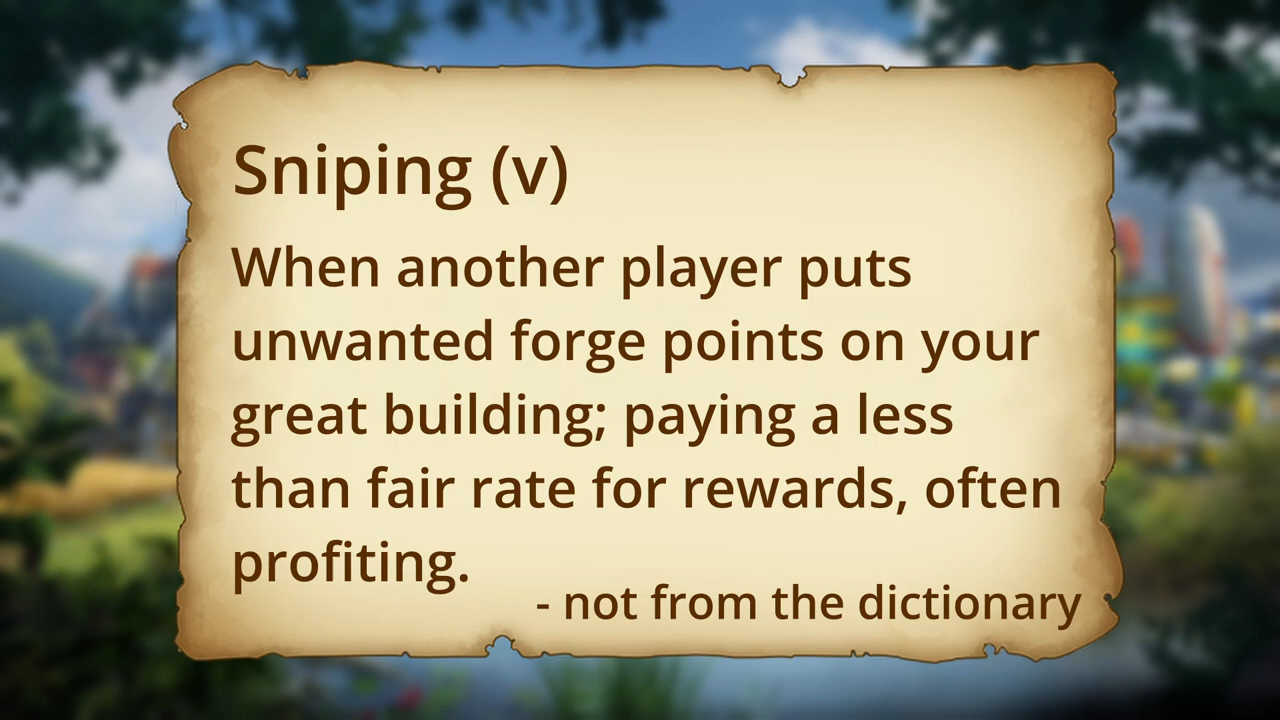 Sniping (v)
When another player puts
unwanted forge points on your
great building; paying a less
than fair rate for rewards, often
profiting.
- not from the dictionary